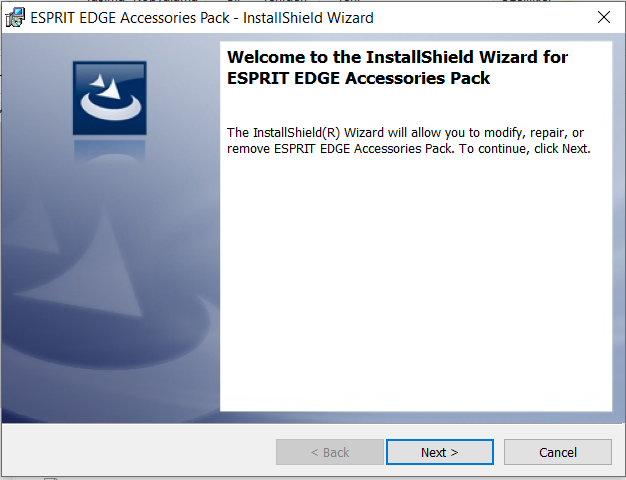 ESPRIT EDGE Accessories Pack - InstallShield Wizard
Welcome to the InstallShield Wizard for
ESPRIT EDGE Accessories Pack
The InstallShield(R) Wizard will allow you to modify, repair, or
remove ESPRIT EDGE Accessories Pack. To continue, click Next.
< Back
Next >
Cancel